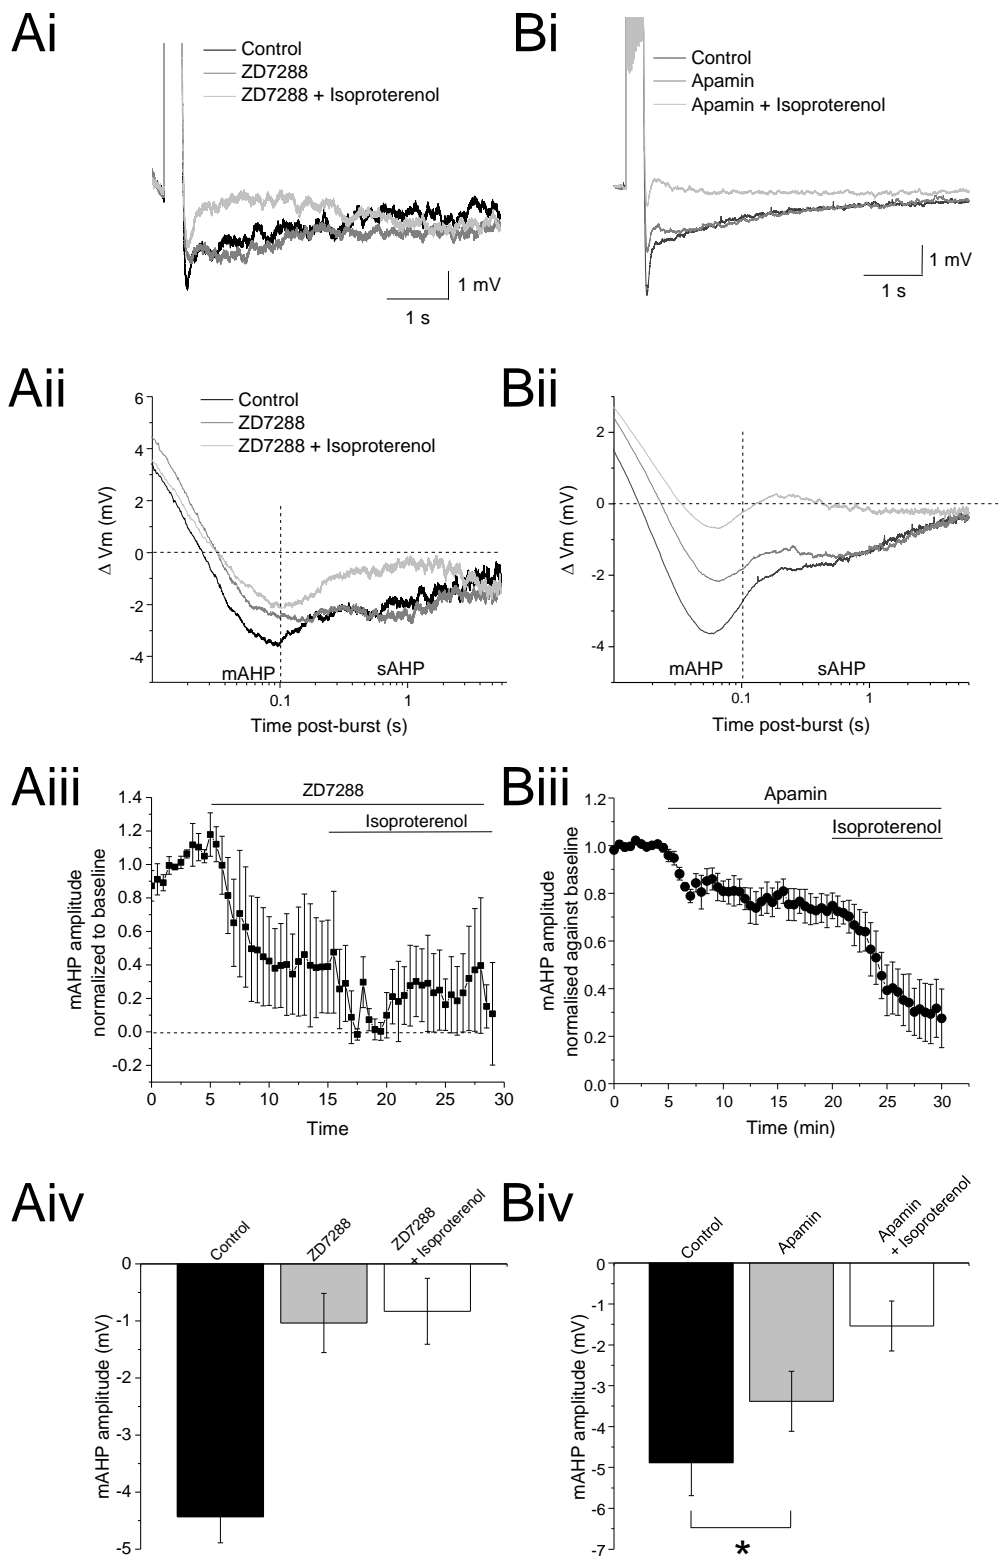 Ai
Control
ZD7288
ZD7288 + Isoproterenol
1 mV
1 s
Bi
Control
Apamin
Apamin + Isoproterenol
1 mV
1 s
Aii
Control
ZD7288
ZD7288 + Isoproterenol
6
4
2
0
-2
-4
Δ Vm (mV)
mAHP
sAHP
0.1
1
Time post-burst (s)
Bii
2
0
-2
-4
Δ Vm (mV)
mAHP
sAHP
0.1
1
Time post-burst (s)
Aiii
ZD7288
Isoproterenol
1.4
1.2
1.0
0.8
0.6
0.4
0.2
0.0
-0.2
mAHP amplitude
normalized to baseline
0 5 10 15 20 25 30
Time
Biii
Apamin
Isoproterenol
1.2
1.0
0.8
0.6
0.4
0.2
0.0
mAHP amplitude
normalised against baseline
0 5 10 15 20 25 30
Time (min)
Aiv
Control
ZD7288
ZD7288
+ Isoproterenol
0
-1
-2
-3
-4
-5
mAHP amplitude (mV)
Biv
Control
Apamin
Apamin
+ Isoproterenol
0
-1
-2
-3
-4
-5
-6
-7
mAHP amplitude (mV)
*